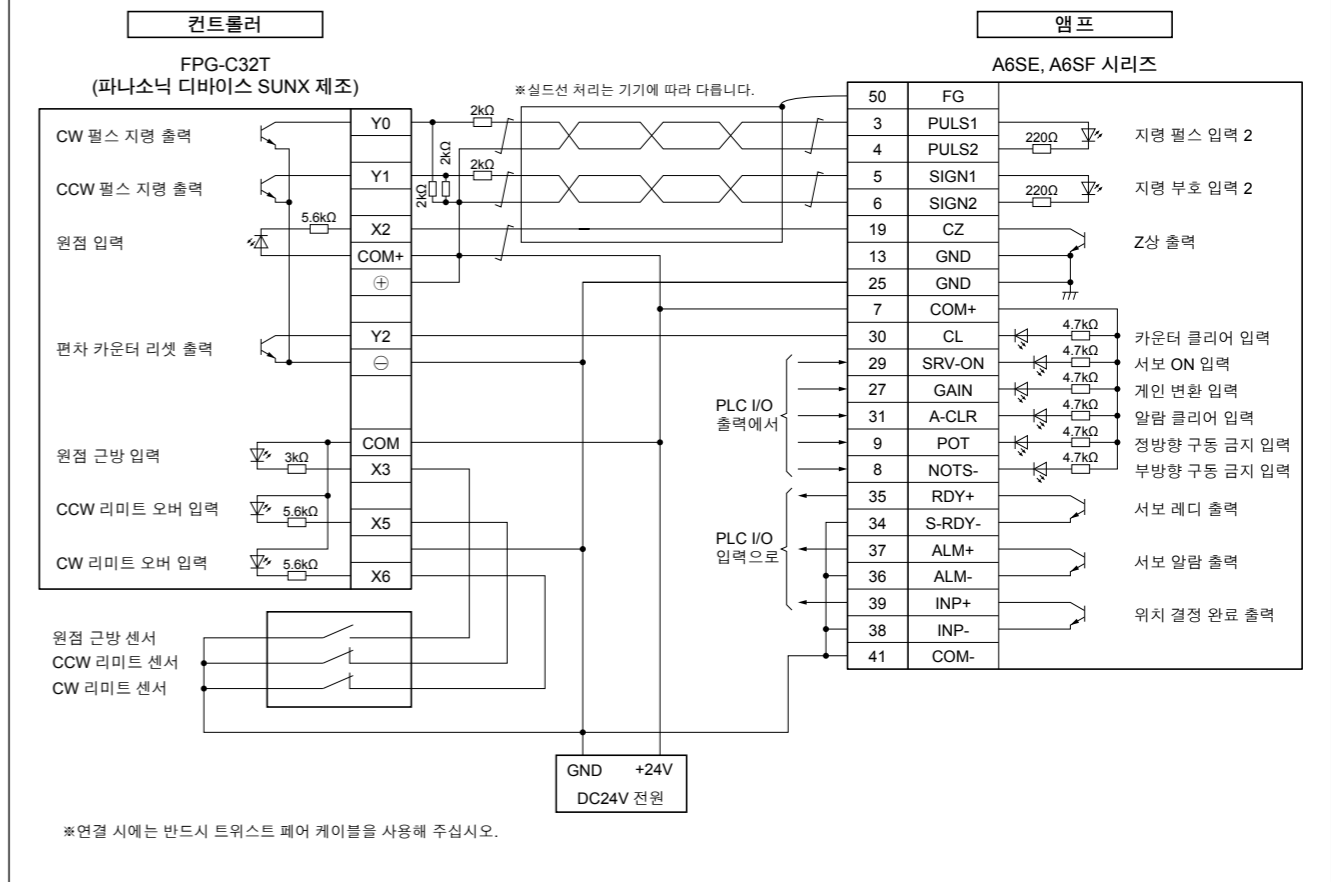 컨트롤러
앰프
FPG-C32T
(파나소닉 디바이스 SUNX 제조)
A6SE, A6SF 시리즈
※실드선 처리는 기기에 따라 다릅니다.
CW 펄스 지령 출력
CCW 펄스 지령 출력
원점 입력
편차 카운터 리셋 출력
원점 근방 입력
CCW 리미트 오버 입력
CW 리미트 오버 입력
5.6kΩ
3kΩ
5.6kΩ
5.6kΩ
Y0
Y1
X2
COM+
⊕
Y2
⊖
COM
X3
X5
X6
2kΩ
2kΩ
2kΩ
2kΩ
50 FG
3 PULS1
4 PULS2
5 SIGN1
6 SIGN2
19 CZ
13 GND
25 GND
7 COM+
30 CL
29 SRV-ON
27 GAIN
31 A-CLR
9 POT
8 NOTS-
35 RDY+
34 S-RDY-
37 ALM+
36 ALM-
39 INP+
38 INP-
41 COM-
220Ω
지령 펄스 입력 2
220Ω
지령 부호 입력 2
Z상 출력
4.7kΩ
카운터 클리어 입력
4.7kΩ
서보 ON 입력
4.7kΩ
게인 변환 입력
4.7kΩ
알람 클리어 입력
4.7kΩ
정방향 구동 금지 입력
4.7kΩ
부방향 구동 금지 입력
서보 레디 출력
서보 알람 출력
위치 결정 완료 출력
PLC I/O
출력에서
PLC I/O
입력으로
원점 근방 센서
CCW 리미트 센서
CW 리미트 센서
GND +24V
DC24V 전원
※연결 시에는 반드시 트위스트 페어 케이블을 사용해 주십시오.